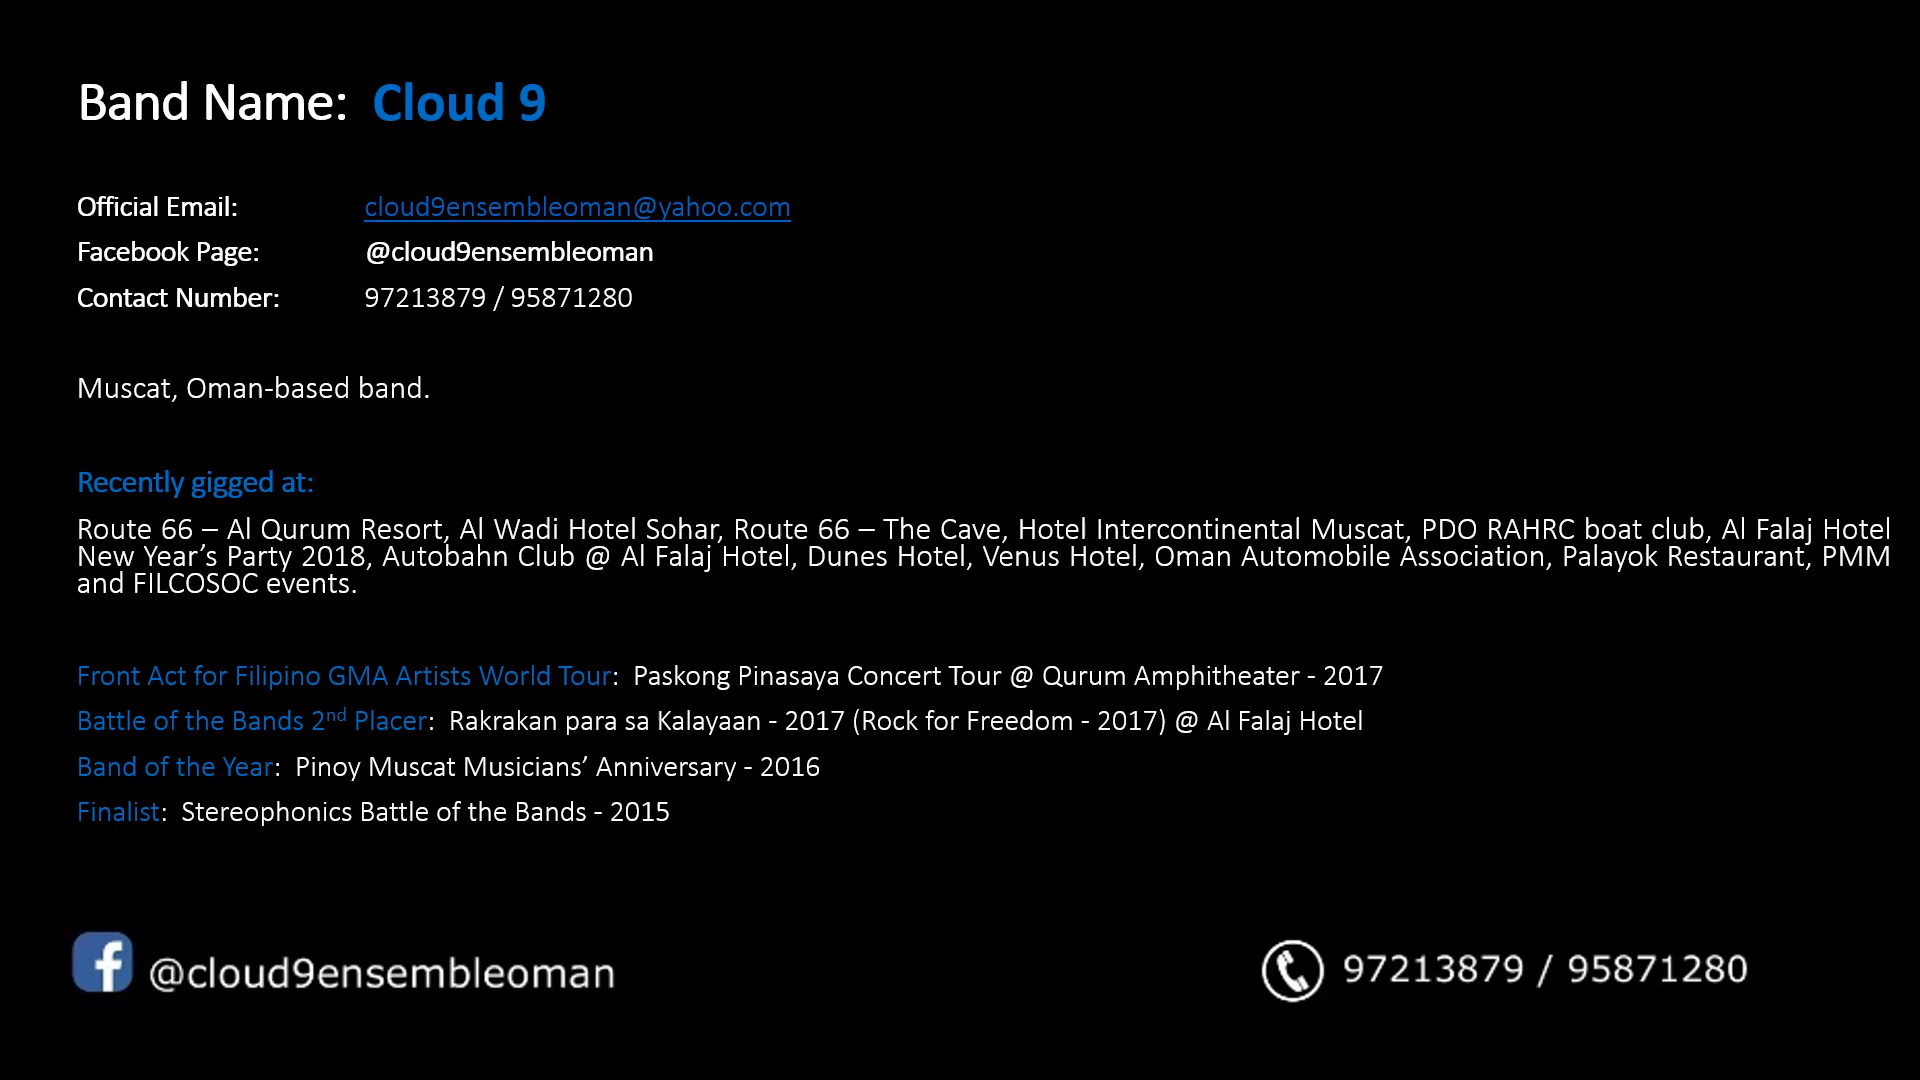 Band Name: Cloud 9
Official Email: cloud9ensembleoman@yahoo.com
Facebook Page: @cloud9ensembleoman
Contact Number: 97213879 / 95871280
Muscat, Oman-based band.
Recently gigged at:
Route 66 – Al Qurum Resort, Al Wadi Hotel Sohar, Route 66 – The Cave, Hotel Intercontinental Muscat, PDO RAHRC boat club, Al Falaj Hotel
New Year’s Party 2018, Autobahn Club @ Al Falaj Hotel, Dunes Hotel, Venus Hotel, Oman Automobile Association, Palayok Restaurant, PMM
and FILCOSOC events.
Front Act for Filipino GMA Artists World Tour: Paskong Pinasaya Concert Tour @ Qurum Amphitheater - 2017
Battle of the Bands 2nd Placer: Rakrakan para sa Kalayaan - 2017 (Rock for Freedom - 2017) @ Al Falaj Hotel
Band of the Year: Pinoy Muscat Musicians’ Anniversary - 2016
Finalist: Stereophonics Battle of the Bands - 2015
f @cloud9ensembleoman 97213879 / 95871280